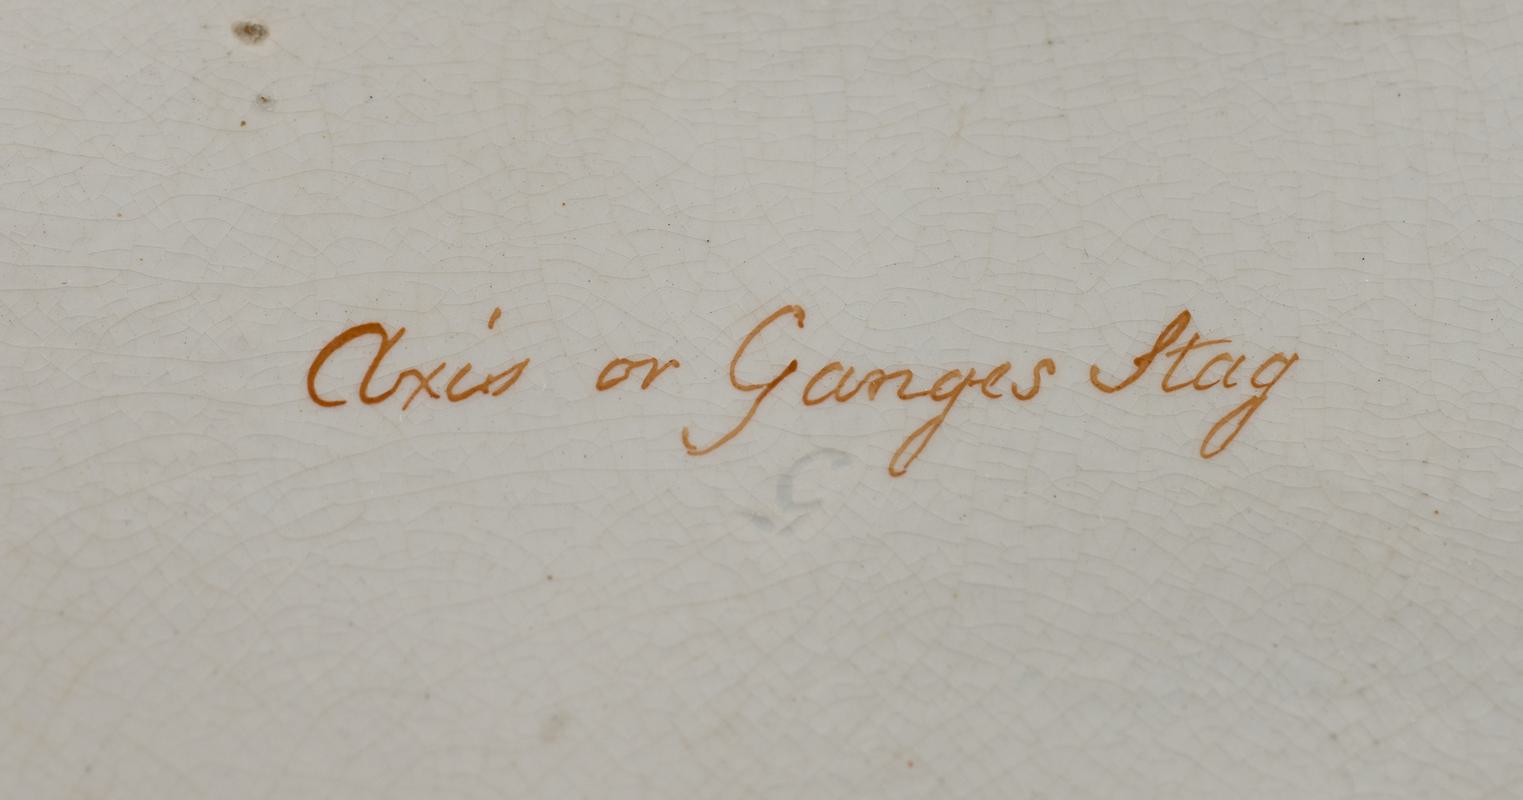 Axis or Ganges Stag